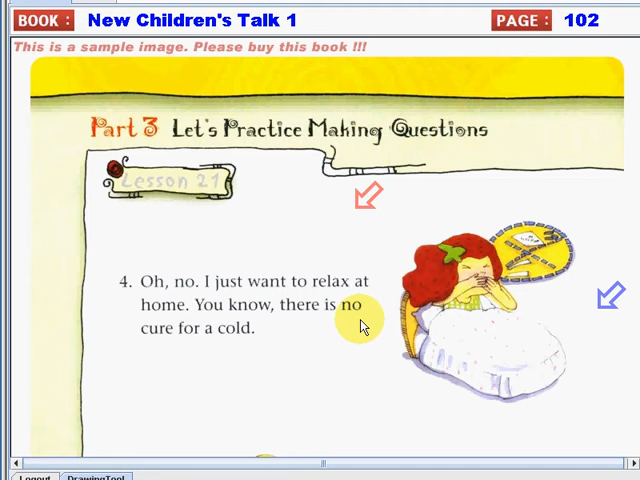 BOOK : New Children's Talk 1 PAGE : 102
This is a sample image. Please buy this book !!!
Part 3 Let's Practice Making Questions
Lesson 21
4. Oh, no. I just want to relax at
home. You know, there is no
cure for a cold.
Logout DrawingTool